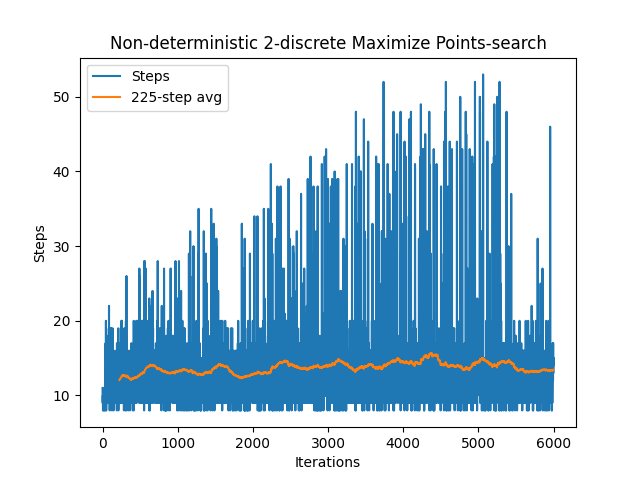 Non-deterministic 2-discrete Maximize Points-search
Steps
225-step avg
50
40
30
20
10
Steps
0
1000
2000
3000
4000
5000
6000
Iterations